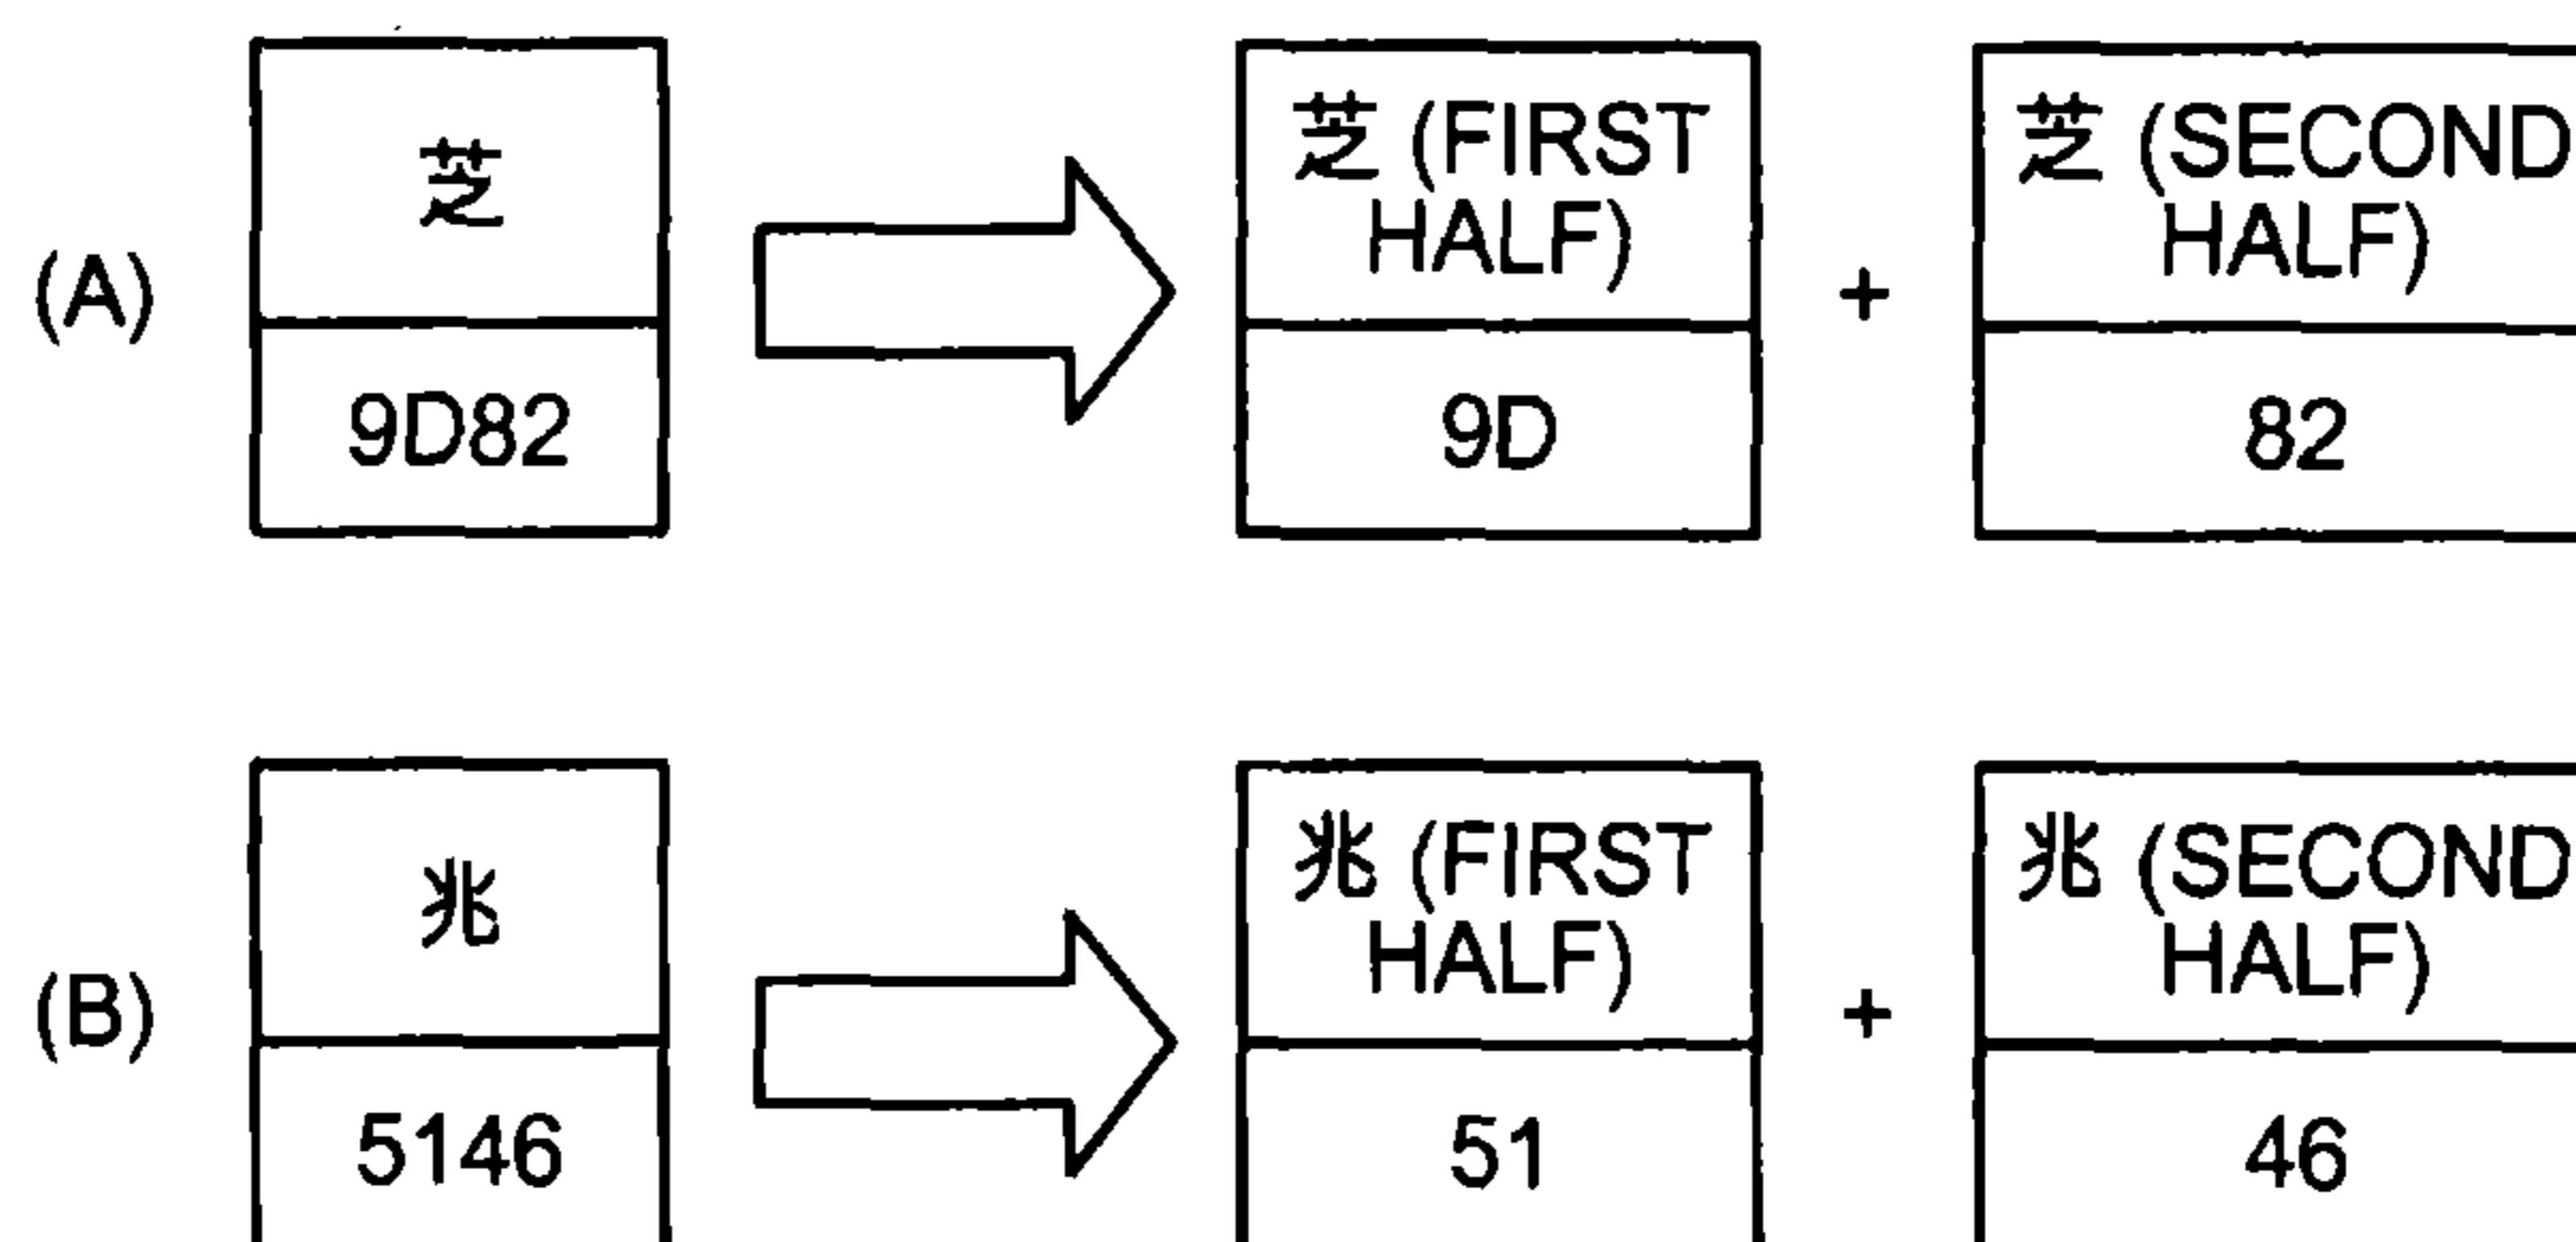 (A)
芝
9D82
芝 (FIRST
HALF)
9D
+
芝 (SECOND
HALF)
82
(B)
兆
5146
兆 (FIRST
HALF)
51
+
兆 (SECOND
HALF)
46